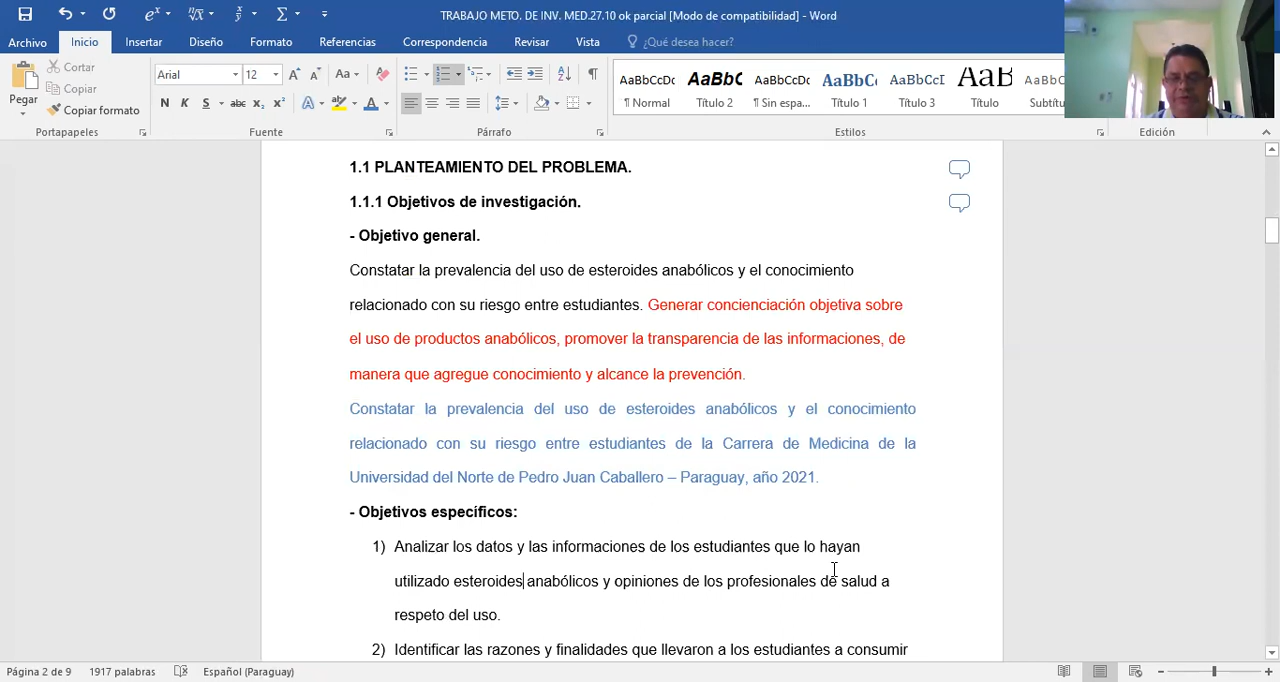 TRABAJO METO. DE INV. MED.27.10 ok parcial [Modo de compatibilidad] - Word
Archivo Inicio Insertar Diseño Formato Referencias Correspondencia Revisar Vista ¿Qué desea hacer?
Pegar
Cortar
Copiar
Copiar formato
Portapapeles
Arial 12
N K S abc x₂ x²
Fuente
Párrafo
AaBbCcDc AaBbC AaBbCcDc AaBbC AaBbCcI AaB AaBbC
¶ Normal Título 2 ¶ Sin espa... Título 1 Título 3 Título Subtítu
Estilos
Edición
1.1 PLANTEAMIENTO DEL PROBLEMA.
1.1.1 Objetivos de investigación.
- Objetivo general.
Constatar la prevalencia del uso de esteroides anabólicos y el conocimiento
relacionado con su riesgo entre estudiantes. Generar concienciación objetiva sobre
el uso de productos anabólicos, promover la transparencia de las informaciones, de
manera que agregue conocimiento y alcance la prevención.
Constatar la prevalencia del uso de esteroides anabólicos y el conocimiento
relacionado con su riesgo entre estudiantes de la Carrera de Medicina de la
Universidad del Norte de Pedro Juan Caballero – Paraguay, año 2021.
- Objetivos específicos:
1) Analizar los datos y las informaciones de los estudiantes que lo hayan
utilizado esteroides anabólicos y opiniones de los profesionales de salud a
respeto del uso.
2) Identificar las razones y finalidades que llevaron a los estudiantes a consumir
Página 2 de 9 1917 palabras Español (Paraguay)